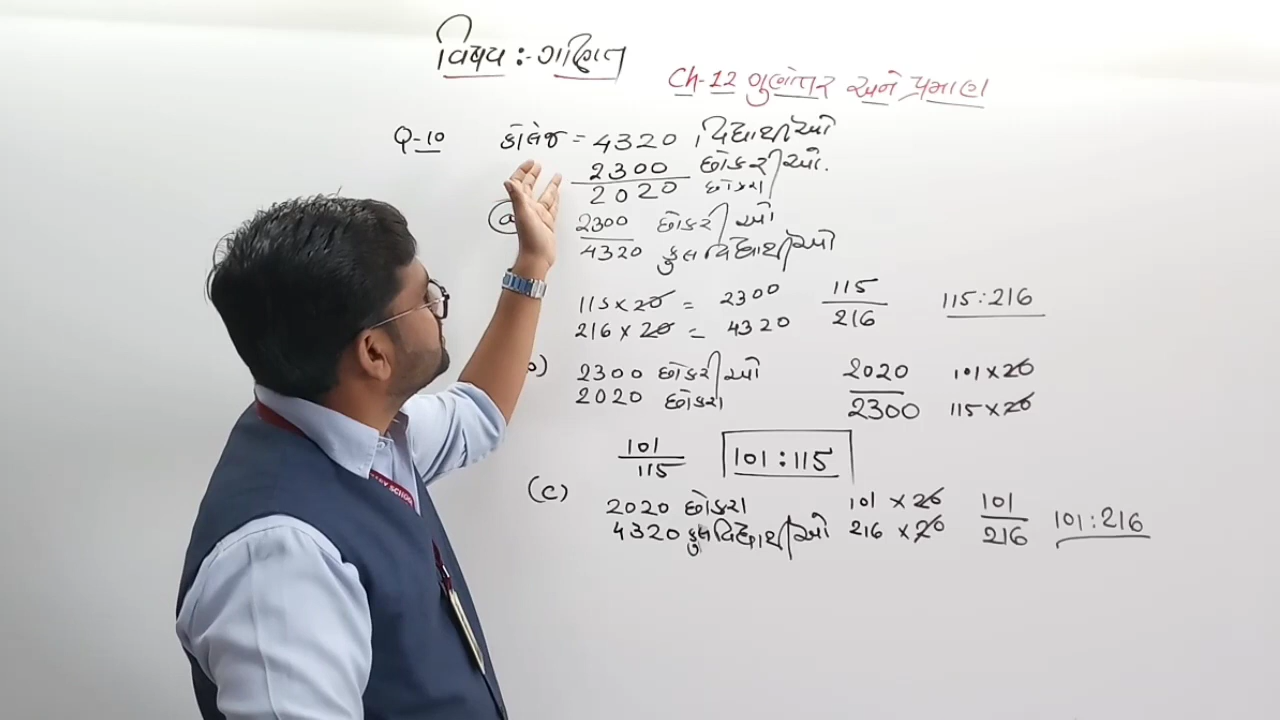 વિષય :- ગણિત
Ch-12 ગુણોત્તર અને પ્રમાણ
Q-10 કોલેજ = 4320 વિદ્યાર્થીઓ
2300 છોકરીઓ.
2020 છોકરા
(a) 2300 છોકરીઓ
4320 કુલ વિદ્યાર્થીઓ
115 × 20 = 2300 115 115:216
216 × 20 = 4320 216
b) 2300 છોકરીઓ 2020 101 × 20
2020 છોકરા 2300 115 × 20
101 101:115
115
(c) 2020 છોકરા 101 × 20 101 101:216
4320 કુલ વિદ્યાર્થીઓ 216 × 20 216